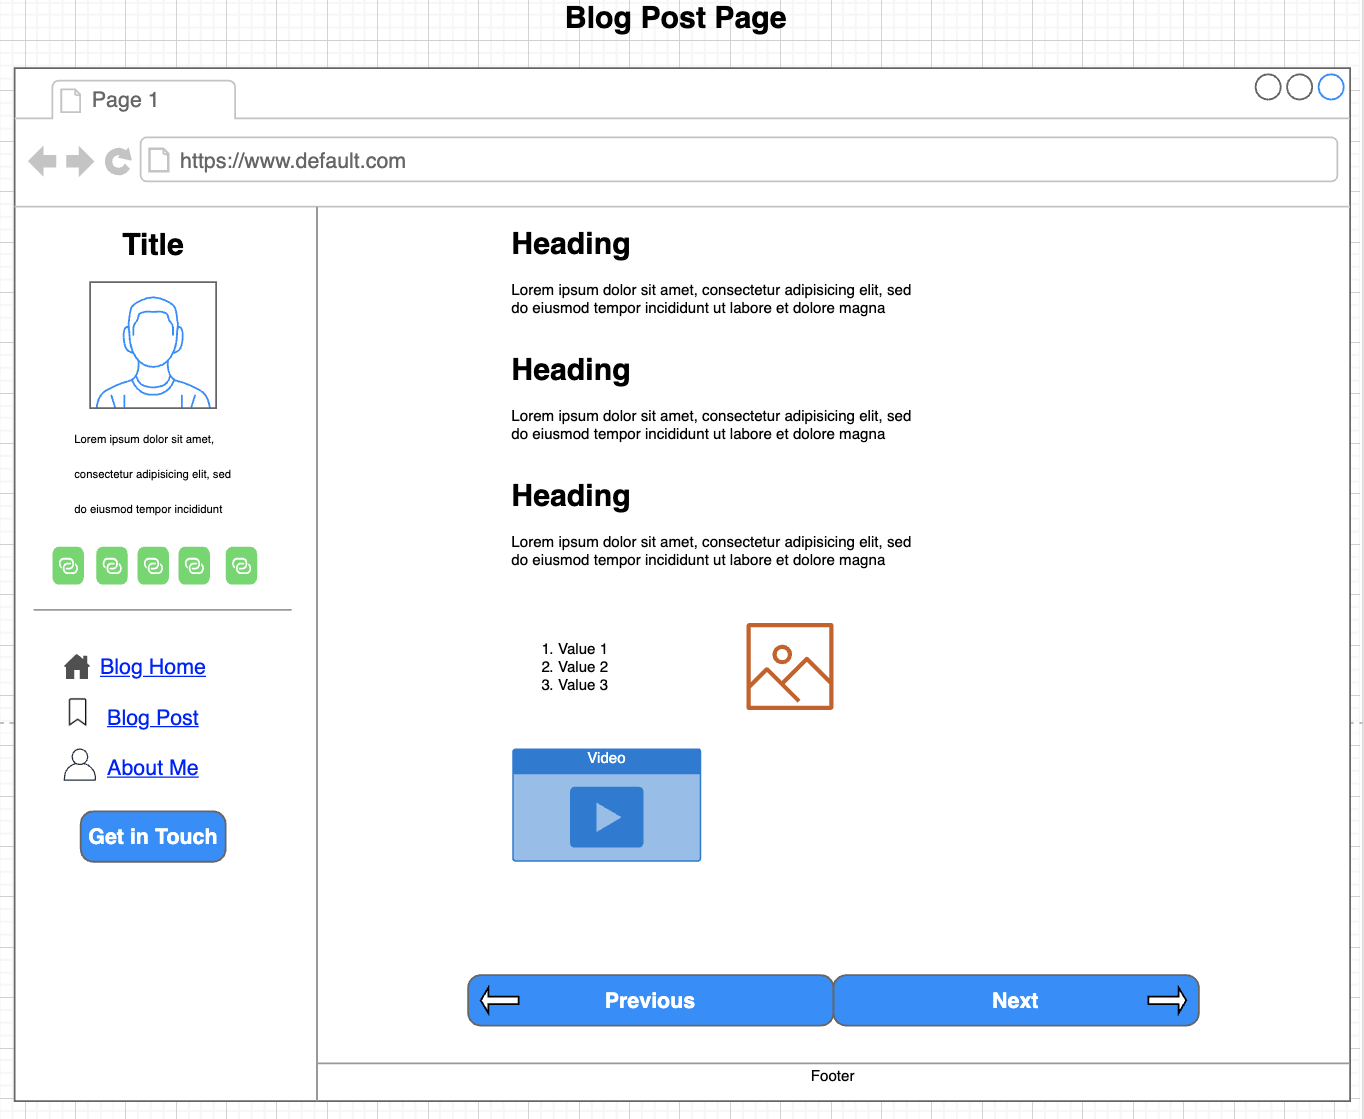 Blog Post Page
Page 1
https://www.default.com
Title
Lorem ipsum dolor sit amet,
consectetur adipisicing elit, sed
do eiusmod tempor incididunt
Blog Home
Blog Post
About Me
Get in Touch
Heading
Lorem ipsum dolor sit amet, consectetur adipisicing elit, sed
do eiusmod tempor incididunt ut labore et dolore magna
Heading
Lorem ipsum dolor sit amet, consectetur adipisicing elit, sed
do eiusmod tempor incididunt ut labore et dolore magna
Heading
Lorem ipsum dolor sit amet, consectetur adipisicing elit, sed
do eiusmod tempor incididunt ut labore et dolore magna
1. Value 1
2. Value 2
3. Value 3
Video
Previous
Next
Footer